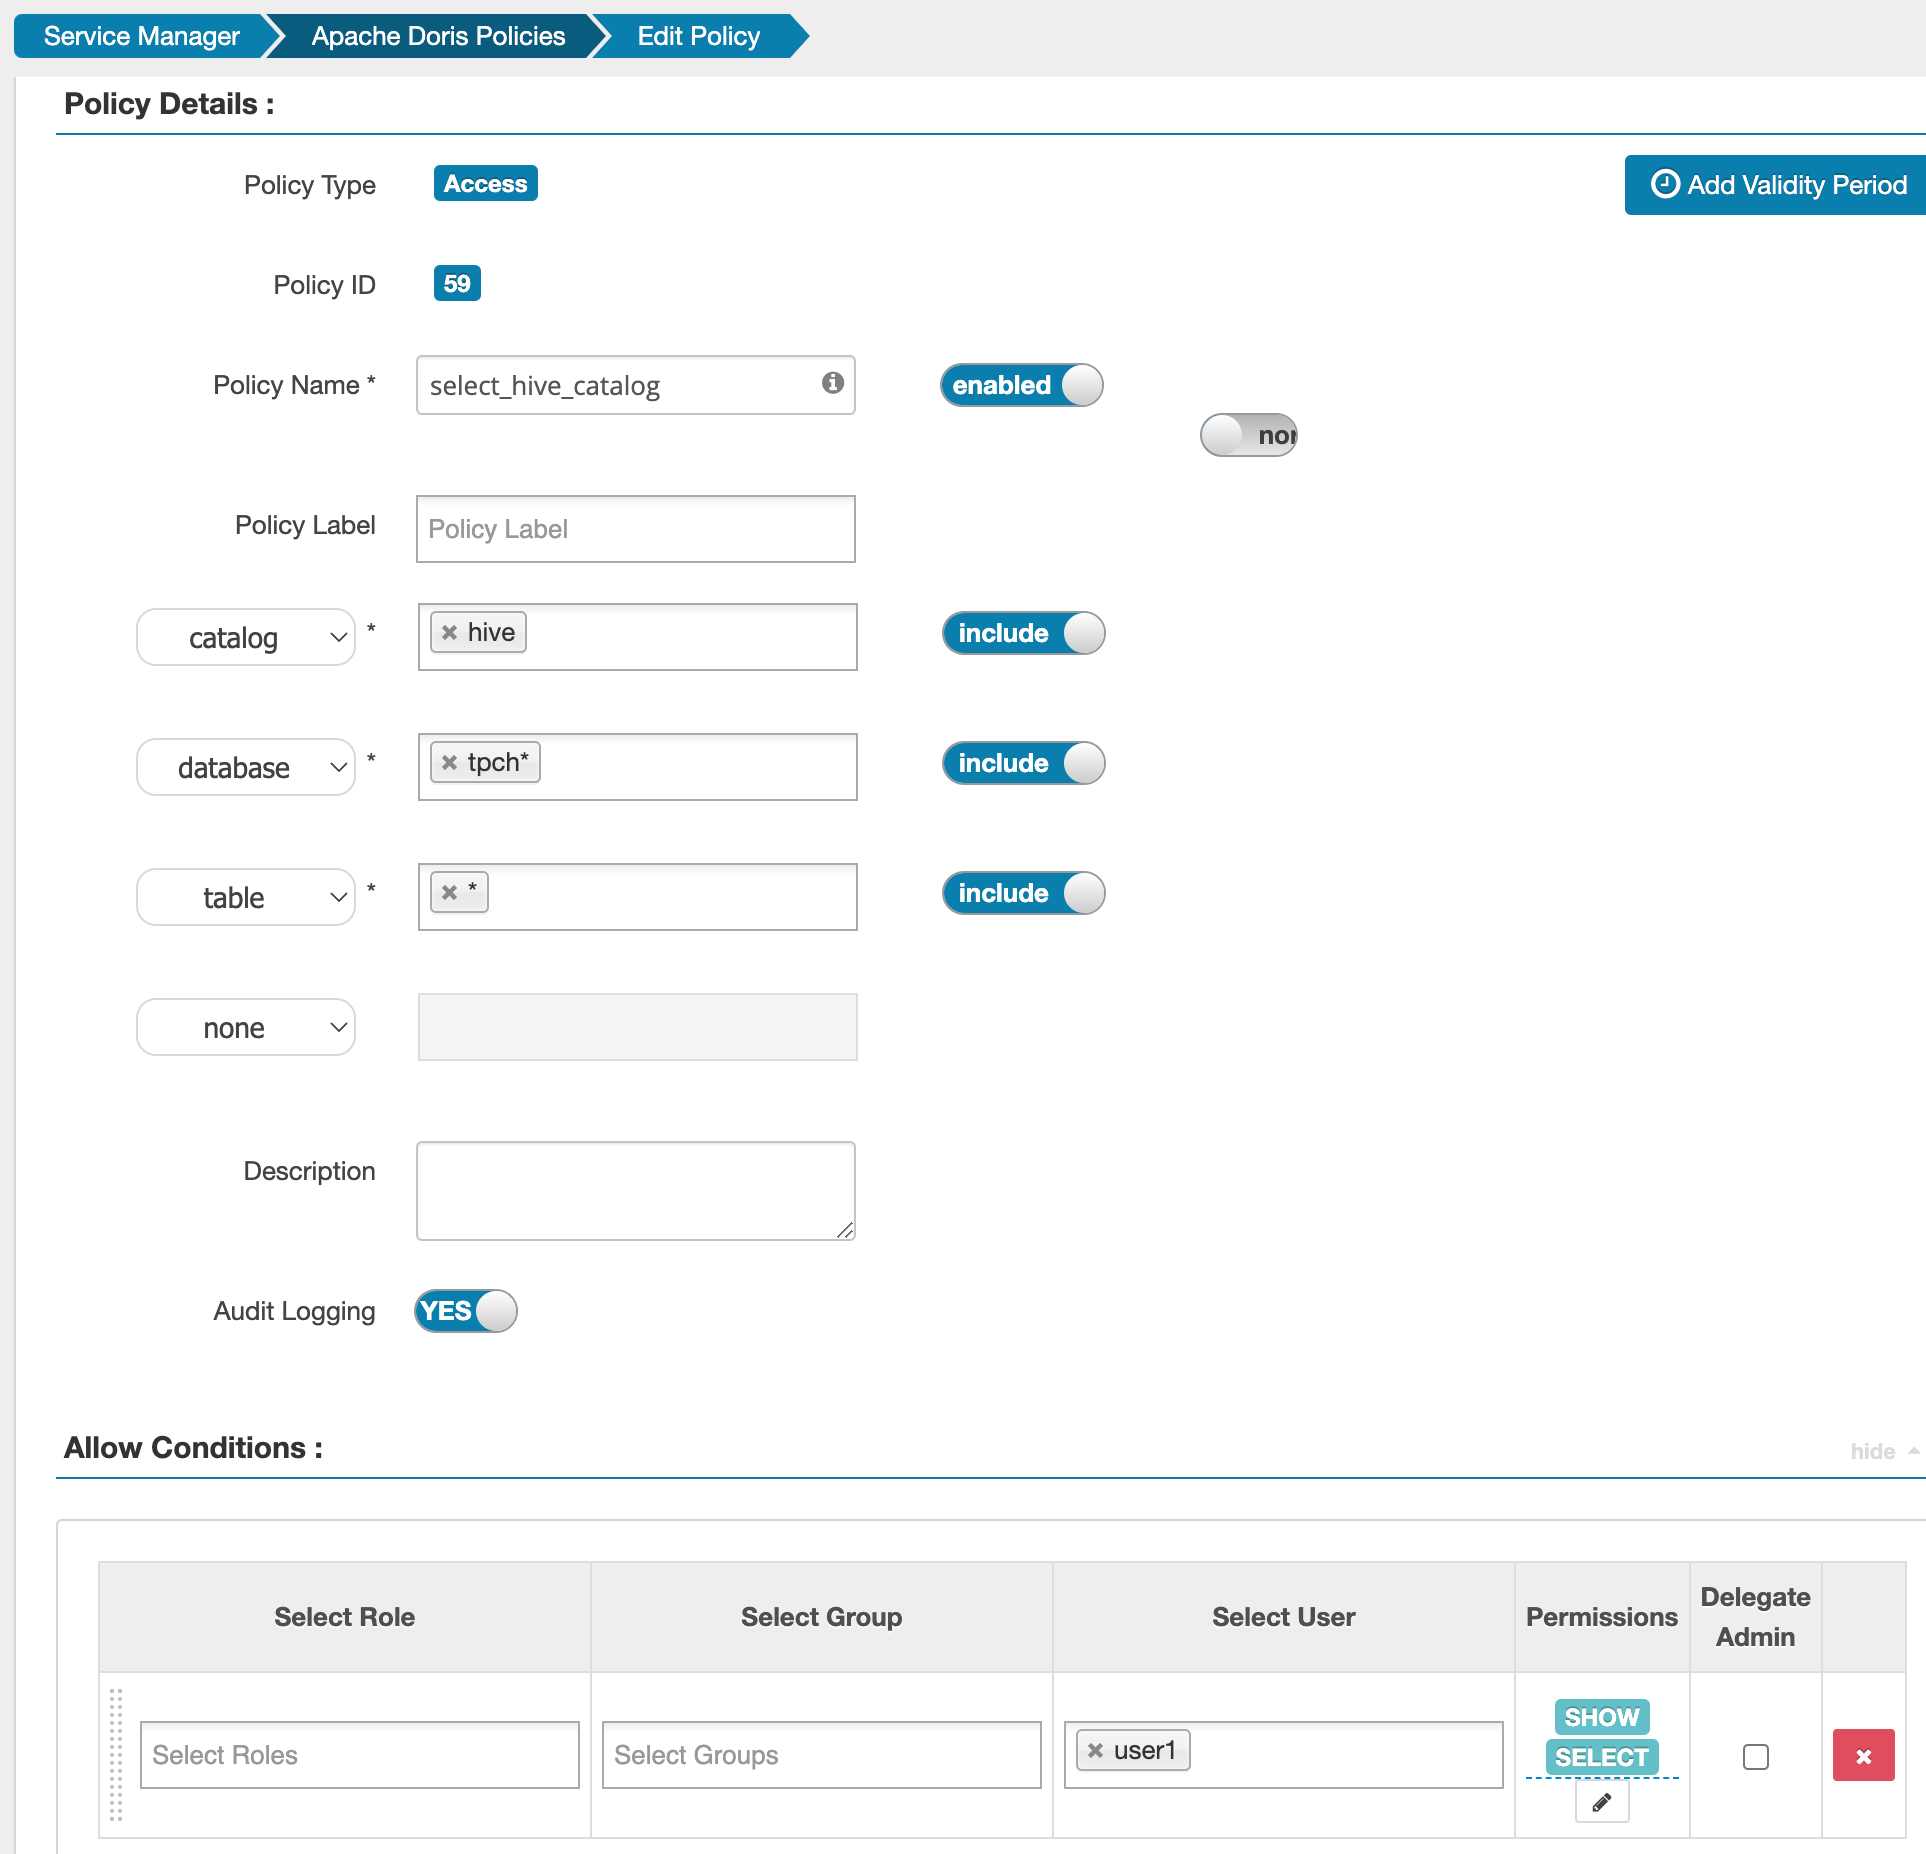 Service Manager
Apache Doris Policies
Edit Policy
Policy Details :
Policy Type
Access
Add Validity Period
Policy ID
59
Policy Name *
select_hive_catalog
enabled
nor
Policy Label
Policy Label
catalog
*
hive
include
database
*
tpch*
include
table
*
*
include
none
Description
Audit Logging
YES
Allow Conditions :
hide
Select Role
Select Group
Select User
Permissions
Delegate
Admin
Select Roles
Select Groups
user1
SHOW
SELECT